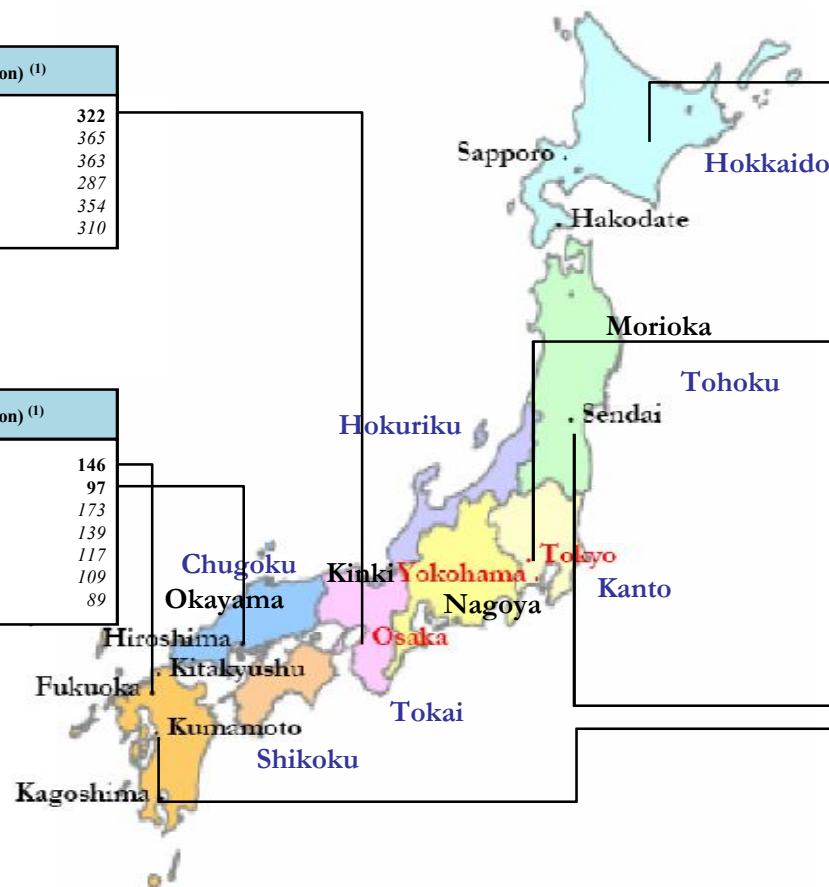 on) (1)
322
365
363
287
354
310
on) (1)
146
97
173
139
117
109
89
Sapporo
Hokkaido
Hakodate
Morioka
Tohoku
Sendai
Hokuriku
Tokyo
Chugoku
Kinki
Yokohama
Kanto
Okayama
Nagoya
Hiroshima
Osaka
Kitakyushu
Fukuoka
Tokai
Kumamoto
Shikoku
Kagoshima